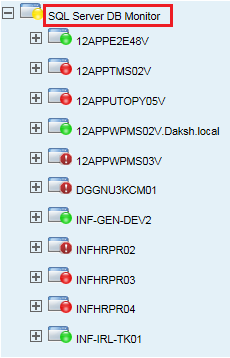 SQL Server DB Monitor
12APPE2E48V
12APPTMS02V
12APPUTOPY05V
12APPWPMS02V.Daksh.local
12APPWPMS03V
DGGNU3KCM01
INF-GEN-DEV2
INFHRPR02
INFHRPR03
INFHRPR04
INF-IRL-TK01